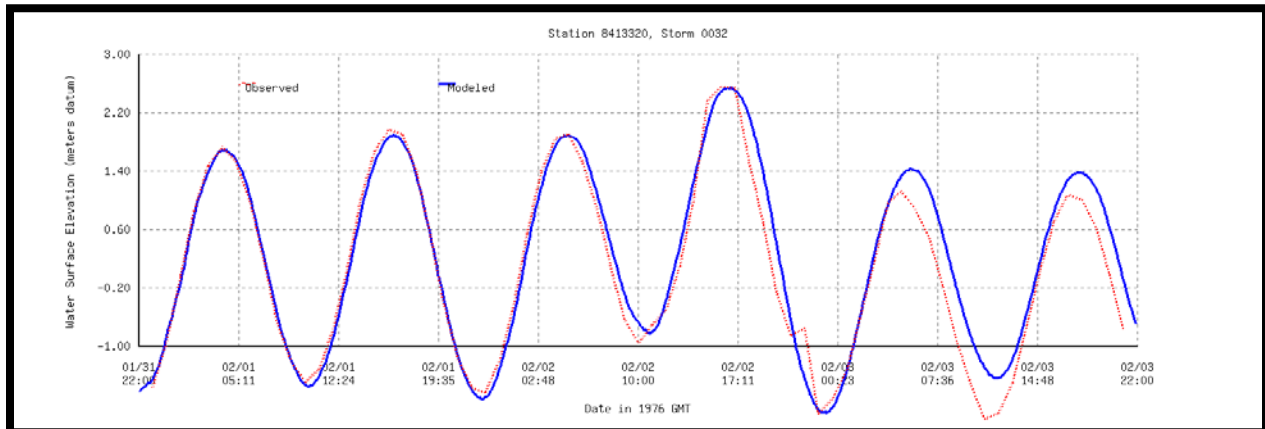 Station 8413320, Storm 0032
3.00
Observed
Modeled
2.20
Water Surface Elevation (meters datum)
1.40
0.60
-0.20
-1.00
01/31 02/01 02/01 02/01 02/02 02/02 02/02 02/03 02/03 02/03 02/03
22:00 05:11 12:24 19:35 02:48 10:00 17:11 00:23 07:36 14:48 22:00
Date in 1976 GMT